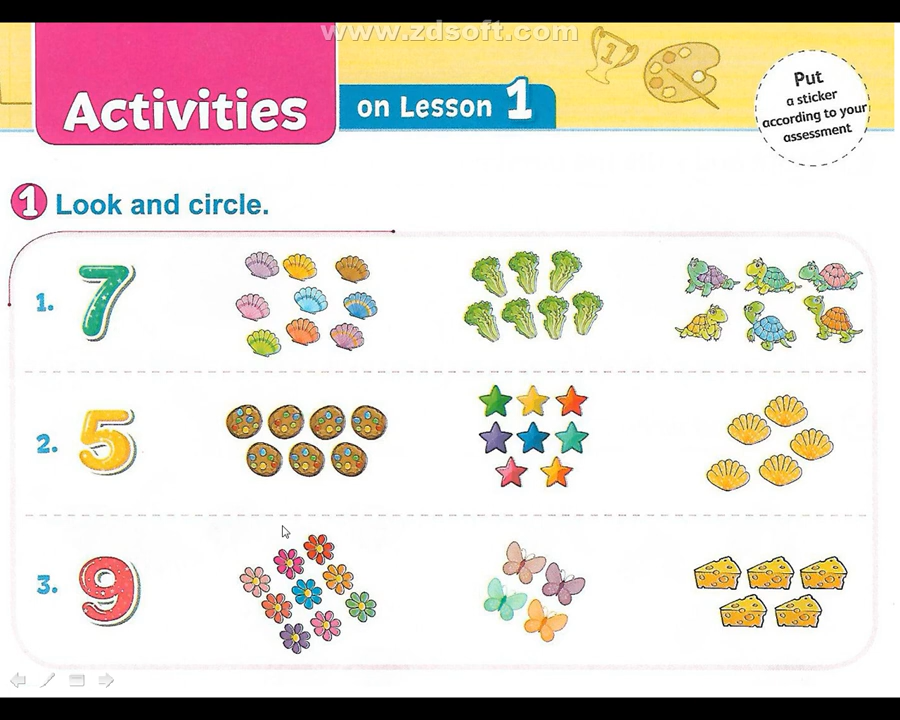 www.zdsoft.com
Activities
on Lesson 1
1
Put
a sticker
according to your
assessment
1 Look and circle.
1. 7
2. 5
3. 9